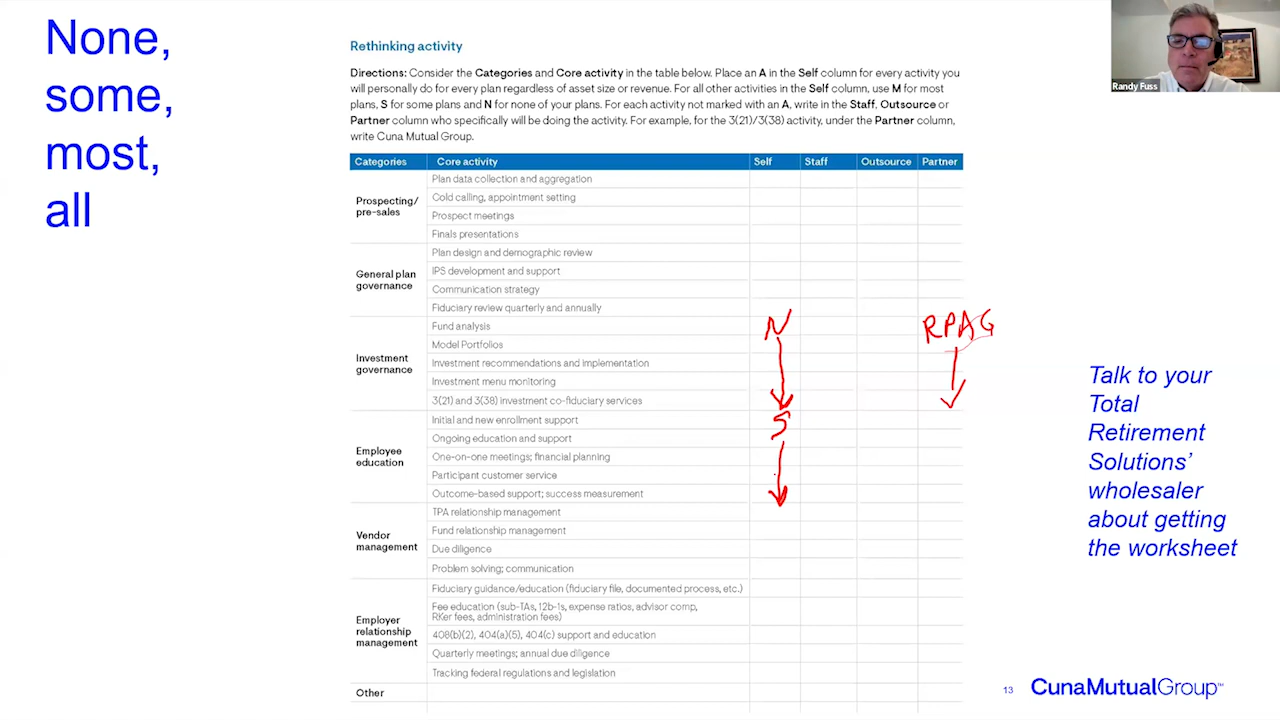 None,
some,
most,
all
Rethinking activity
Directions: Consider the Categories and Core activity in the table below. Place an A in the Self column for every activity you
will personally do for every plan regardless of asset size or revenue. For all other activities in the Self column, use M for most
plans, S for some plans and N for none of your plans. For each activity not marked with an A, write in the Staff, Outsource or
Partner column who specifically will be doing the activity. For example, for the 3(21)/3(38) activity, under the Partner column,
write Cuna Mutual Group.
Randy Fuss
Categories Core activity Self Staff Outsource Partner
Prospecting/
pre-sales
Plan data collection and aggregation
Cold calling, appointment setting
Prospect meetings
Finals presentations
General plan
governance
Plan design and demographic review
IPS development and support
Communication strategy
Fiduciary review quarterly and annually
Investment
governance
Fund analysis N RPAG
Model Portfolios
Investment recommendations and implementation
Investment menu monitoring
3(21) and 3(38) investment co-fiduciary services
Employee
education
Initial and new enrollment support S
Ongoing education and support
One-on-one meetings; financial planning
Participant customer service
Outcome-based support; success measurement
Vendor
management
TPA relationship management
Fund relationship management
Due diligence
Problem solving; communication
Employer
relationship
management
Fiduciary guidance/education (fiduciary file, documented process, etc.)
Fee education (sub-TAs, 12b-1s, expense ratios, advisor comp,
RKer fees, administration fees)
408(b)(2), 404(a)(5), 404(c) support and education
Quarterly meetings; annual due diligence
Tracking federal regulations and legislation
Other
Talk to your
Total
Retirement
Solutions'
wholesaler
about getting
the worksheet
13 CunaMutualGroup™